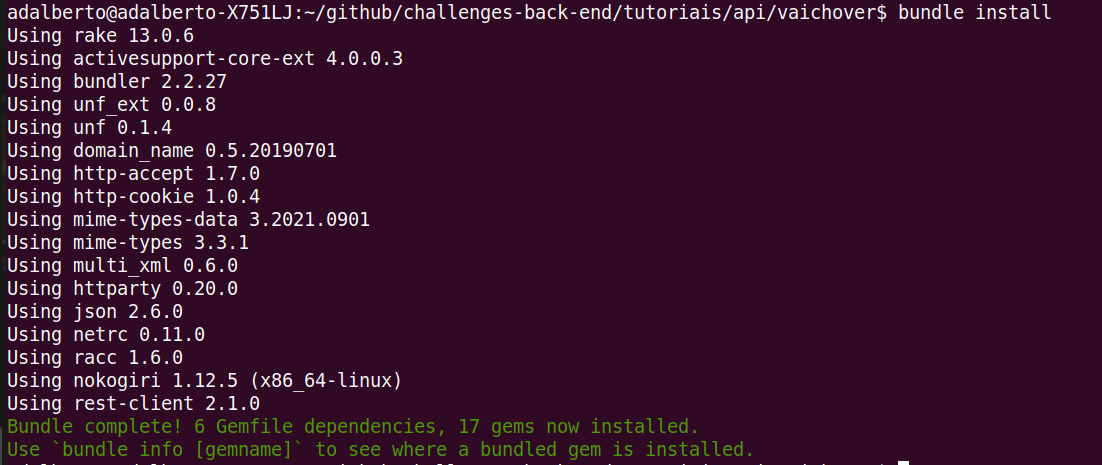 adalberto@adalberto-X751LJ:~/github/challenges-back-end/tutoriais/api/vaichover$ bundle install
Using rake 13.0.6
Using activesupport-core-ext 4.0.0.3
Using bundler 2.2.27
Using unf_ext 0.0.8
Using unf 0.1.4
Using domain_name 0.5.20190701
Using http-accept 1.7.0
Using http-cookie 1.0.4
Using mime-types-data 3.2021.0901
Using mime-types 3.3.1
Using multi_xml 0.6.0
Using httparty 0.20.0
Using json 2.6.0
Using netrc 0.11.0
Using racc 1.6.0
Using nokogiri 1.12.5 (x86_64-linux)
Using rest-client 2.1.0
Bundle complete! 6 Gemfile dependencies, 17 gems now installed.
Use `bundle info [gemname]` to see where a bundled gem is installed.